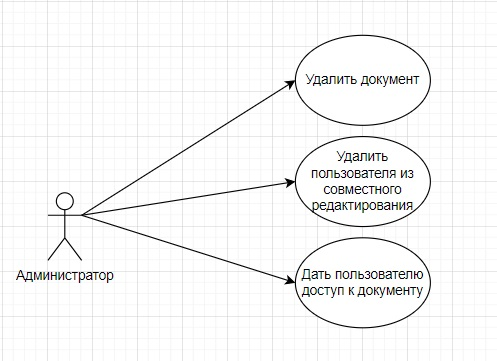 Удалить документ
Удалить
пользователя из
совместного
редактирования
Администратор
Дать пользователю
доступ к документу